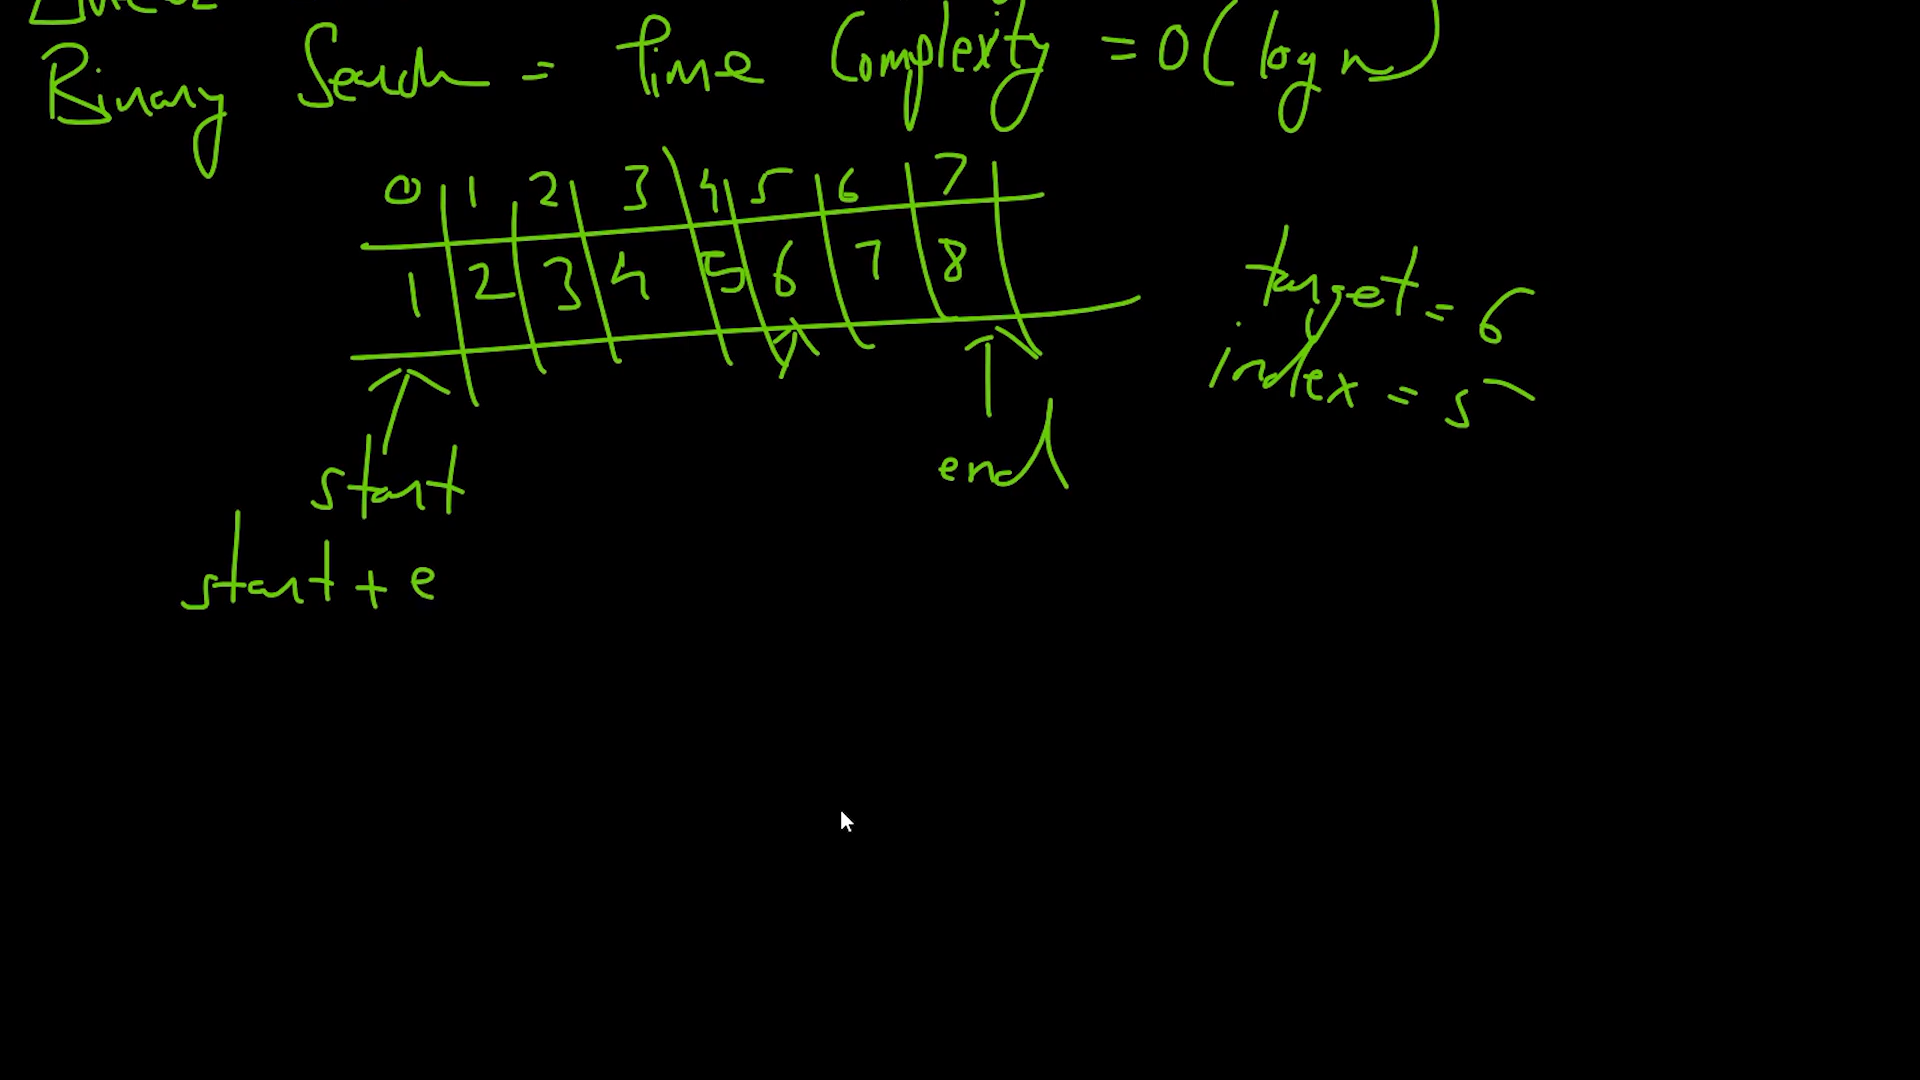 Binary Search = Time Complexity = O(log n)
0 1 2 3 4 5 6 7
1 2 3 4 5 6 7 8
target = 6
index = 5
start
end
start + e